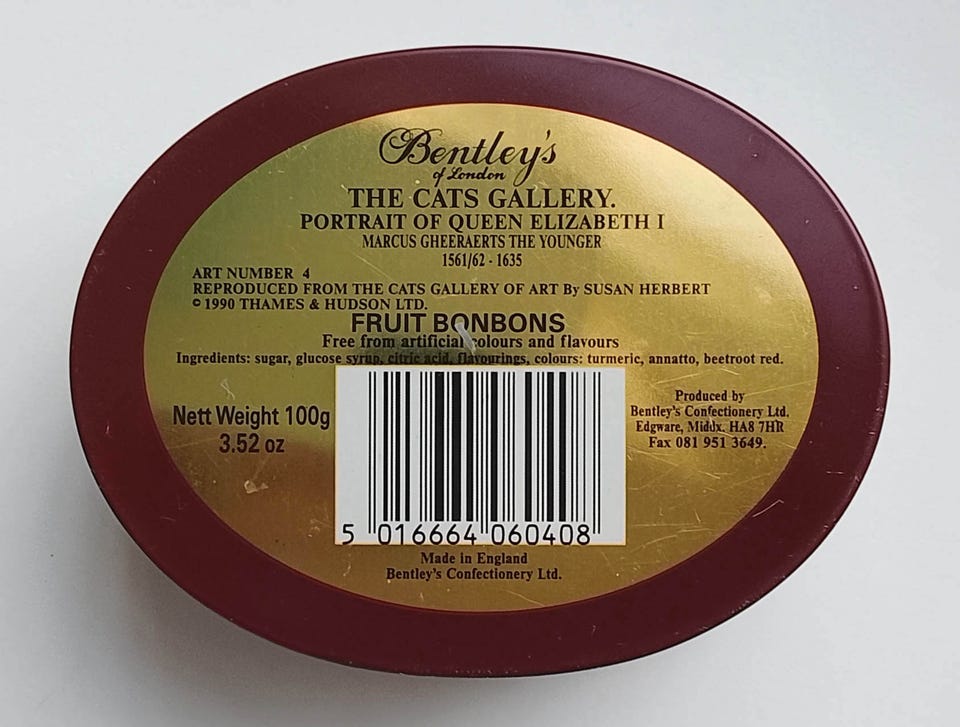 Bentley's
of London
THE CATS GALLERY.
PORTRAIT OF QUEEN ELIZABETH I
MARCUS GHEERAERTS THE YOUNGER
1561/62 - 1635
ART NUMBER 4
REPRODUCED FROM THE CATS GALLERY OF ART By SUSAN HERBERT
© 1990 THAMES & HUDSON LTD.
FRUIT BONBONS
Free from artificial colours and flavours
Ingredients: sugar, glucose syrup, citric acid, flavourings, colours: turmeric, annatto, beetroot red.
Nett Weight 100g
3.52 oz
Produced by
Bentley's Confectionery Ltd.
Edgware, Middx. HA8 7HR
Fax 081 951 3649.
5 016664 060408
Made in England
Bentley's Confectionery Ltd.